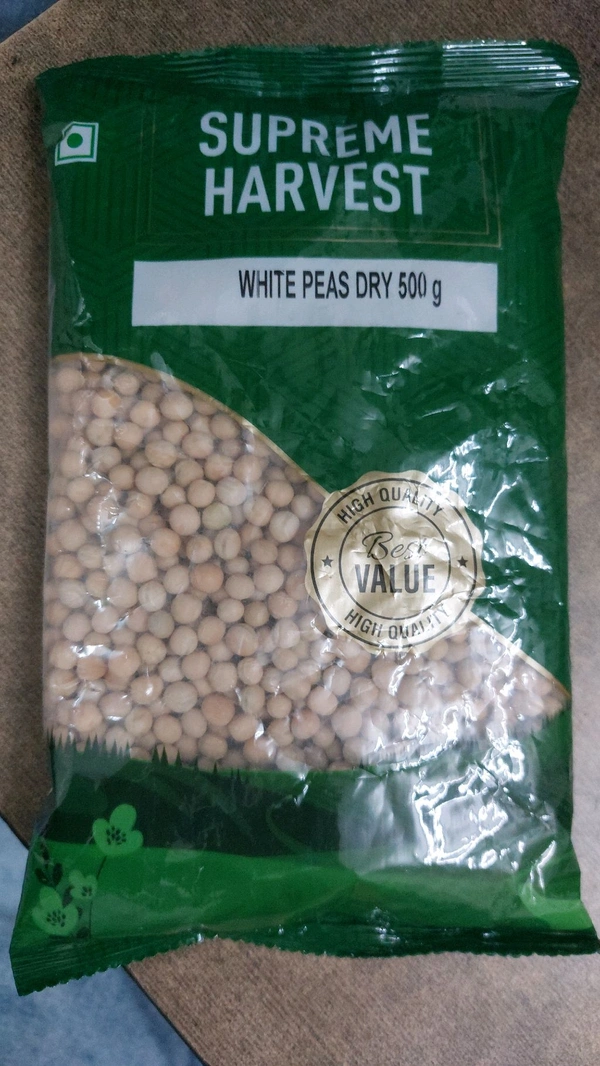 SUPREME
HARVEST
WHITE PEAS DRY 500 g
HIGH QUALITY
Best
VALUE
HIGH QUALITY